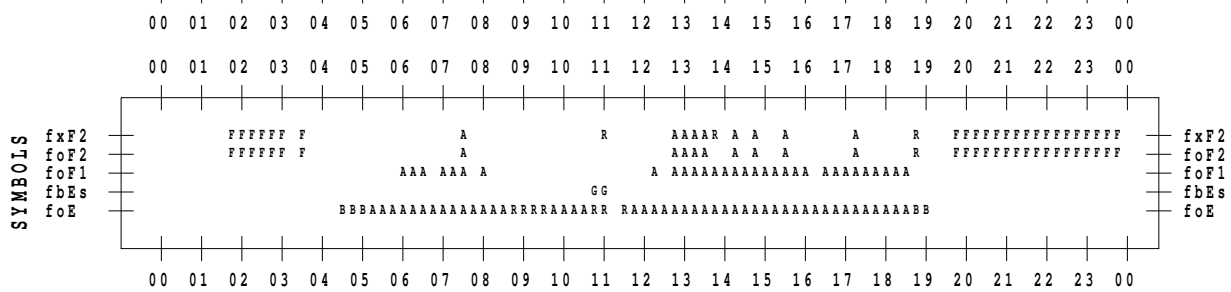 00 01 02 03 04 05 06 07 08 09 10 11 12 13 14 15 16 17 18 19 20 21 22 23 00
00 01 02 03 04 05 06 07 08 09 10 11 12 13 14 15 16 17 18 19 20 21 22 23 00
SYMBOLS
fxF2 FFFFFF F A R AAAAR A A A A R FFFFFFFFFFFFFFFFF fxF2
foF2 FFFFFF F A AAAA A A A A R FFFFFFFFFFFFFFFFF foF2
foF1 AAA AAA A A AAAAAAAAAAAAAA AAAAAAAAA foF1
fbEs GG fbEs
foE BBBAAAAAAAAAAAAAARRRRAAAARR RAAAAAAAAAAAAAAAAAAAAAAAAAAAABB foE
00 01 02 03 04 05 06 07 08 09 10 11 12 13 14 15 16 17 18 19 20 21 22 23 00